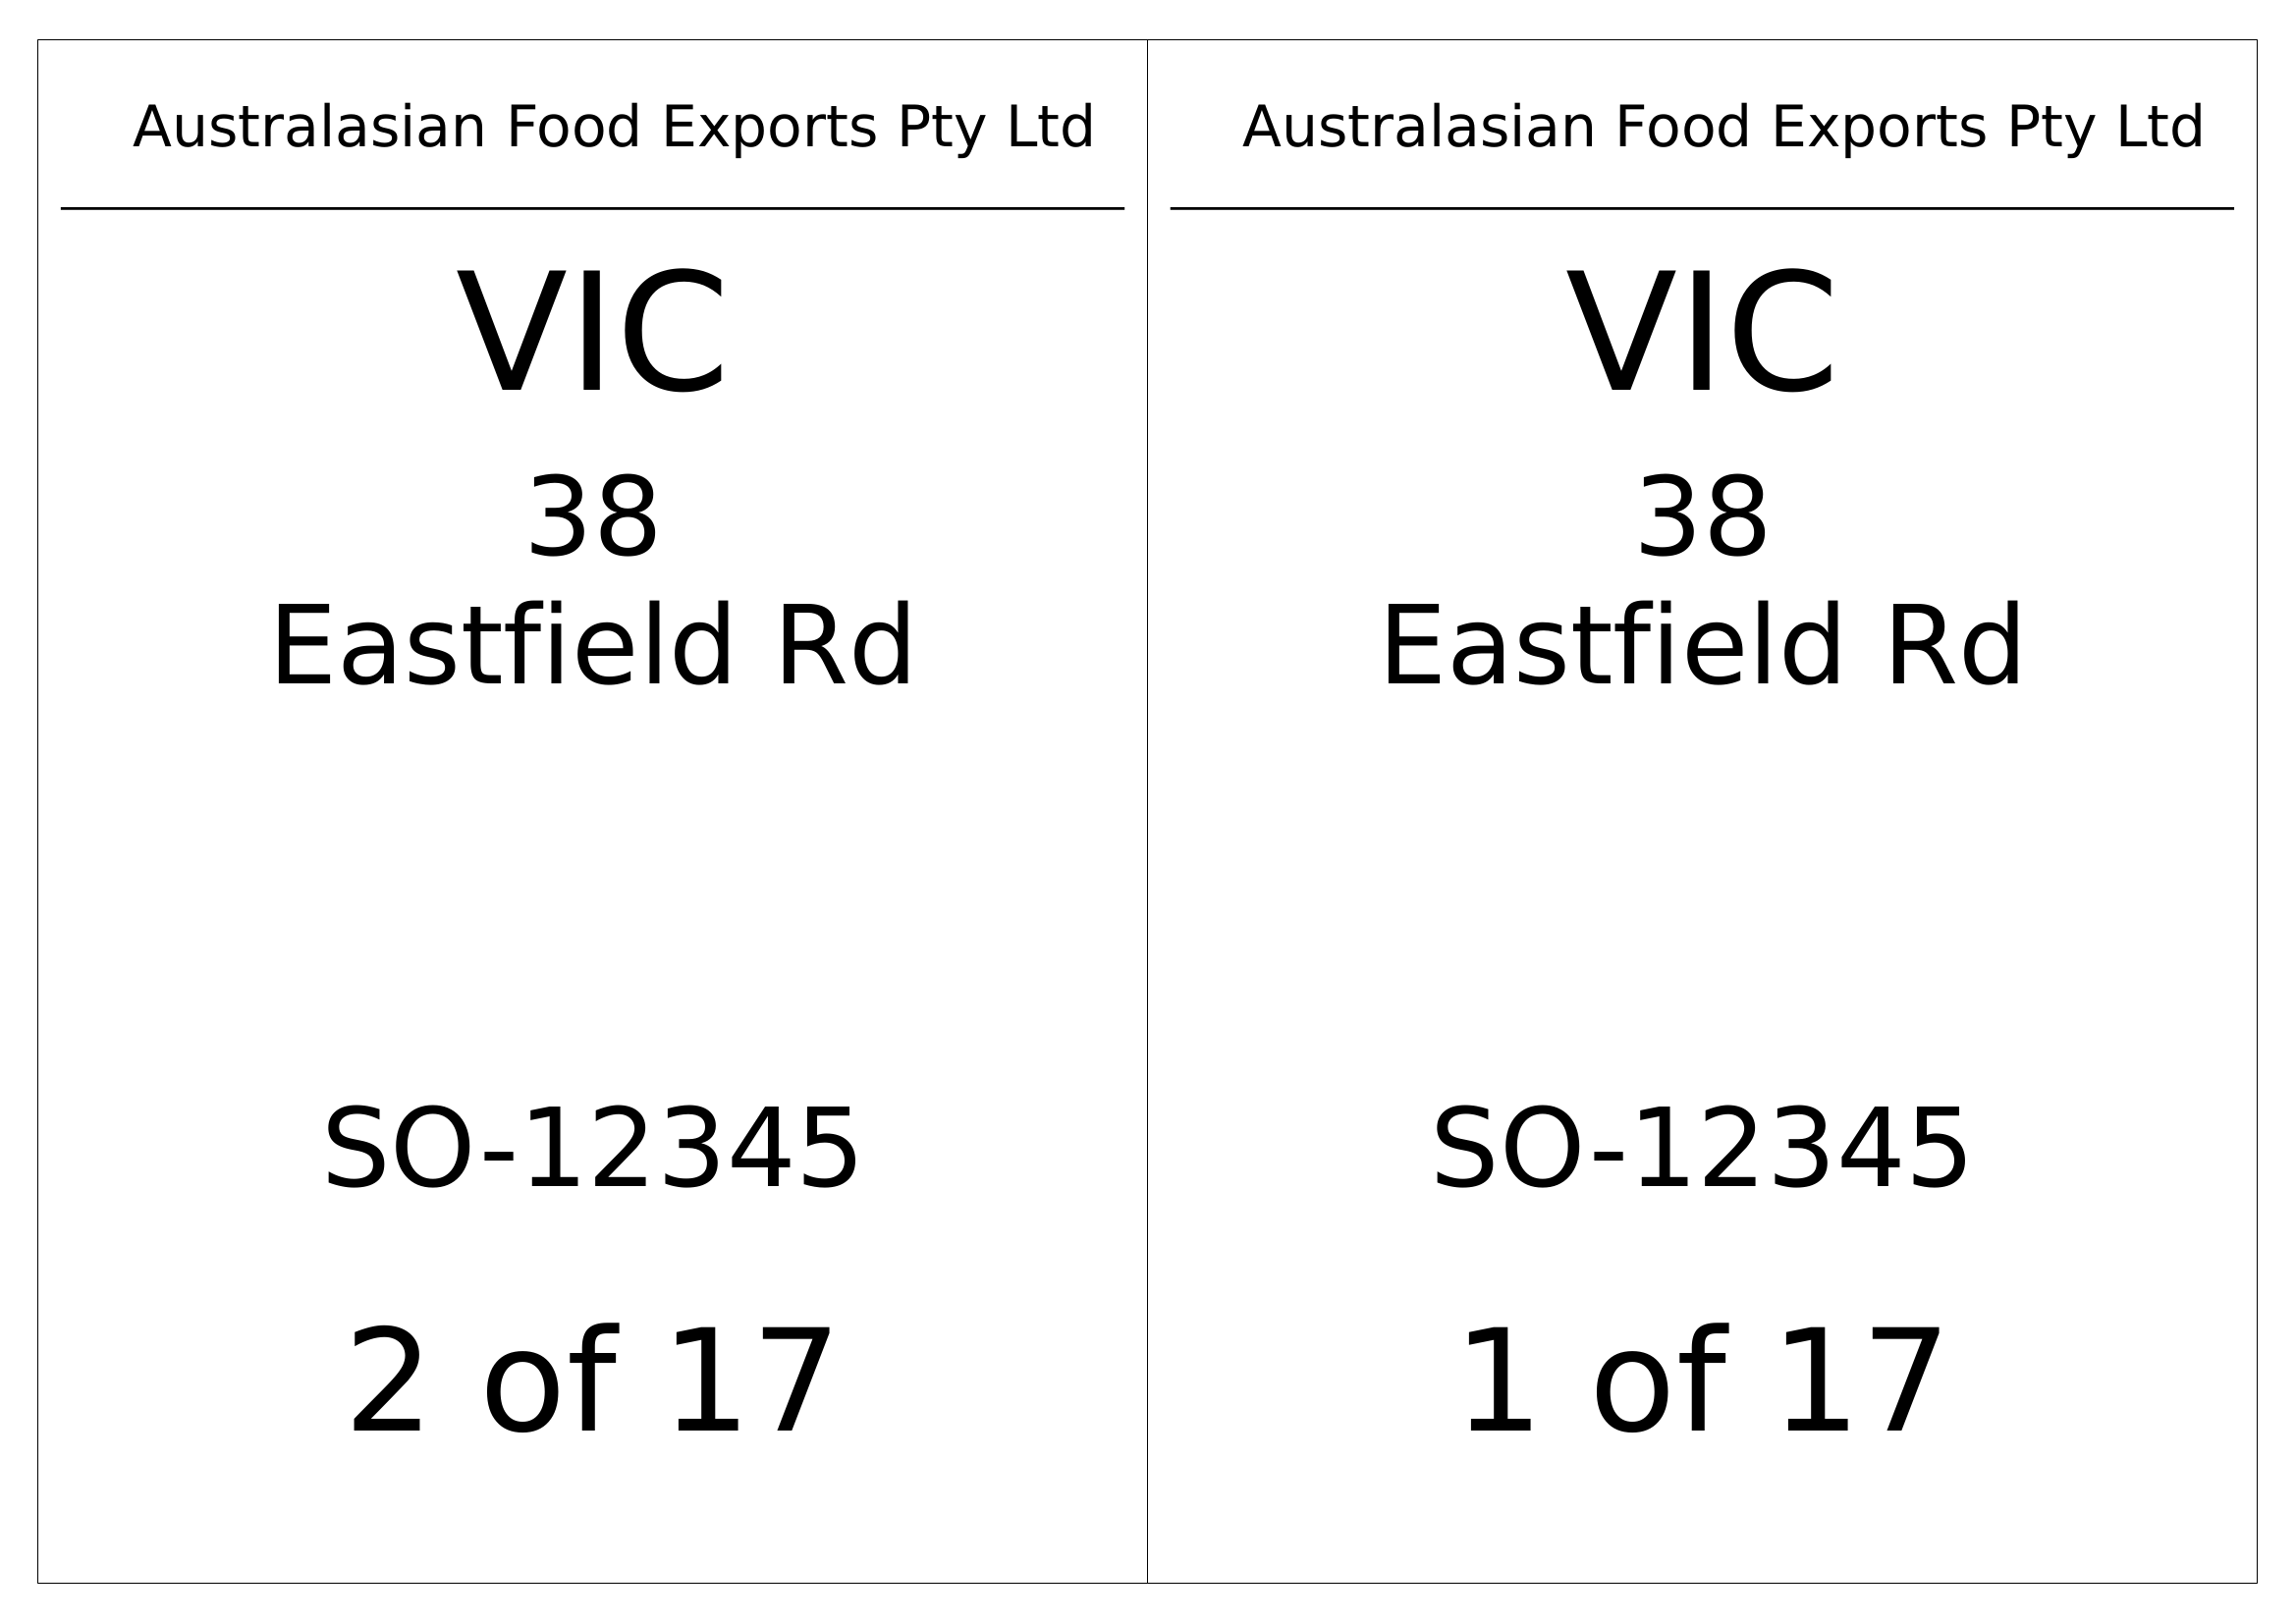 Australasian Food Exports Pty Ltd
VIC
38
Eastfield Rd
SO-12345
2 of 17
Australasian Food Exports Pty Ltd
VIC
38
Eastfield Rd
SO-12345
1 of 17